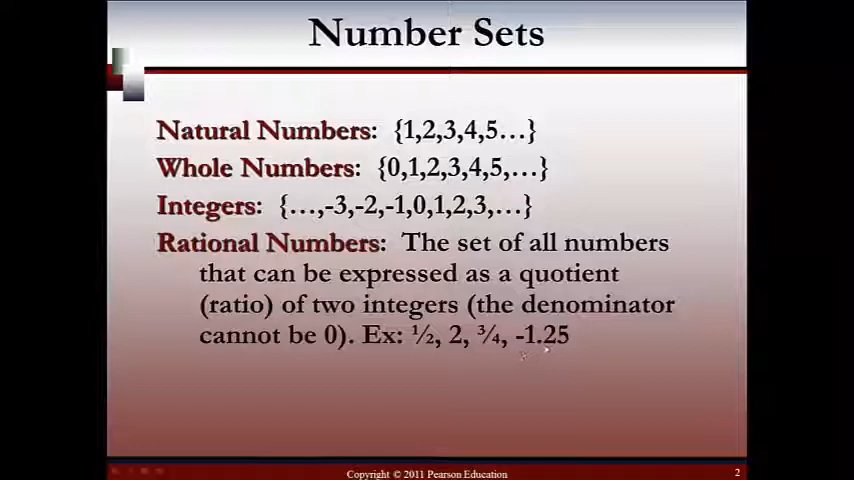 Number Sets
Natural Numbers: {1,2,3,4,5…}
Whole Numbers: {0,1,2,3,4,5,…}
Integers: {…,-3,-2,-1,0,1,2,3,…}
Rational Numbers: The set of all numbers
that can be expressed as a quotient
(ratio) of two integers (the denominator
cannot be 0). Ex: ½, 2, ¾, -1.25
Copyright © 2011 Pearson Education
2